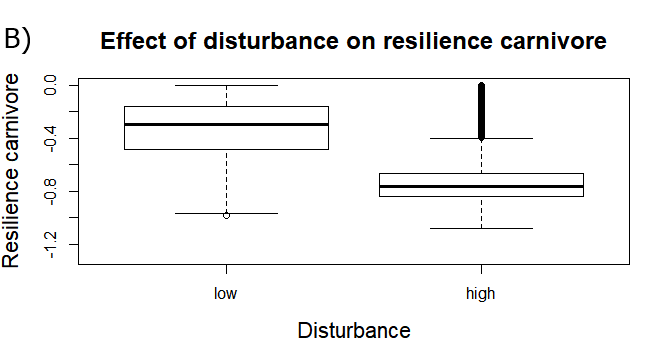 B)
Effect of disturbance on resilience carnivore
Resilience carnivore
0.0
-0.4
-0.8
-1.2
low
high
Disturbance